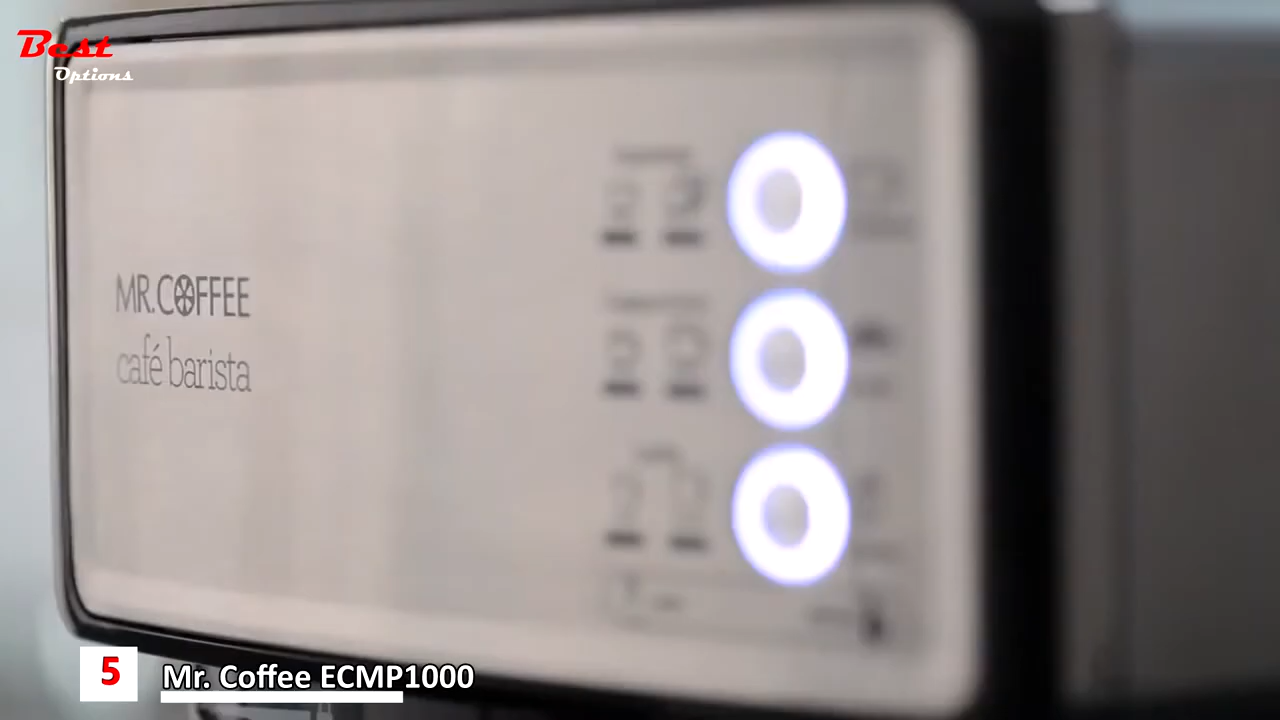 Best
Options
MR. COFFEE
café barista
5
Mr. Coffee ECMP1000